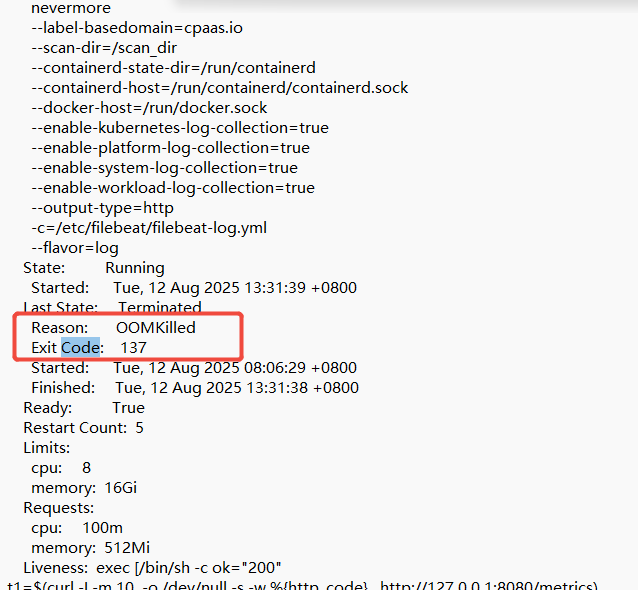 nevermore
--label-basedomain=cpaas.io
--scan-dir=/scan_dir
--containerd-state-dir=/run/containerd
--containerd-host=/run/containerd/containerd.sock
--docker-host=/run/docker.sock
--enable-kubernetes-log-collection=true
--enable-platform-log-collection=true
--enable-system-log-collection=true
--enable-workload-log-collection=true
--output-type=http
-c=/etc/filebeat/filebeat-log.yml
--flavor=log
State: Running
Started: Tue, 12 Aug 2025 13:31:39 +0800
Last State: Terminated
Reason: OOMKilled
Exit Code: 137
Started: Tue, 12 Aug 2025 08:06:29 +0800
Finished: Tue, 12 Aug 2025 13:31:38 +0800
Ready: True
Restart Count: 5
Limits:
cpu: 8
memory: 16Gi
Requests:
cpu: 100m
memory: 512Mi
Liveness: exec [/bin/sh -c ok="200"
t1=$(curl -I -m 10 -o /dev/null -s -w %{http_code} http://127.0.0.1:8080/metrics)